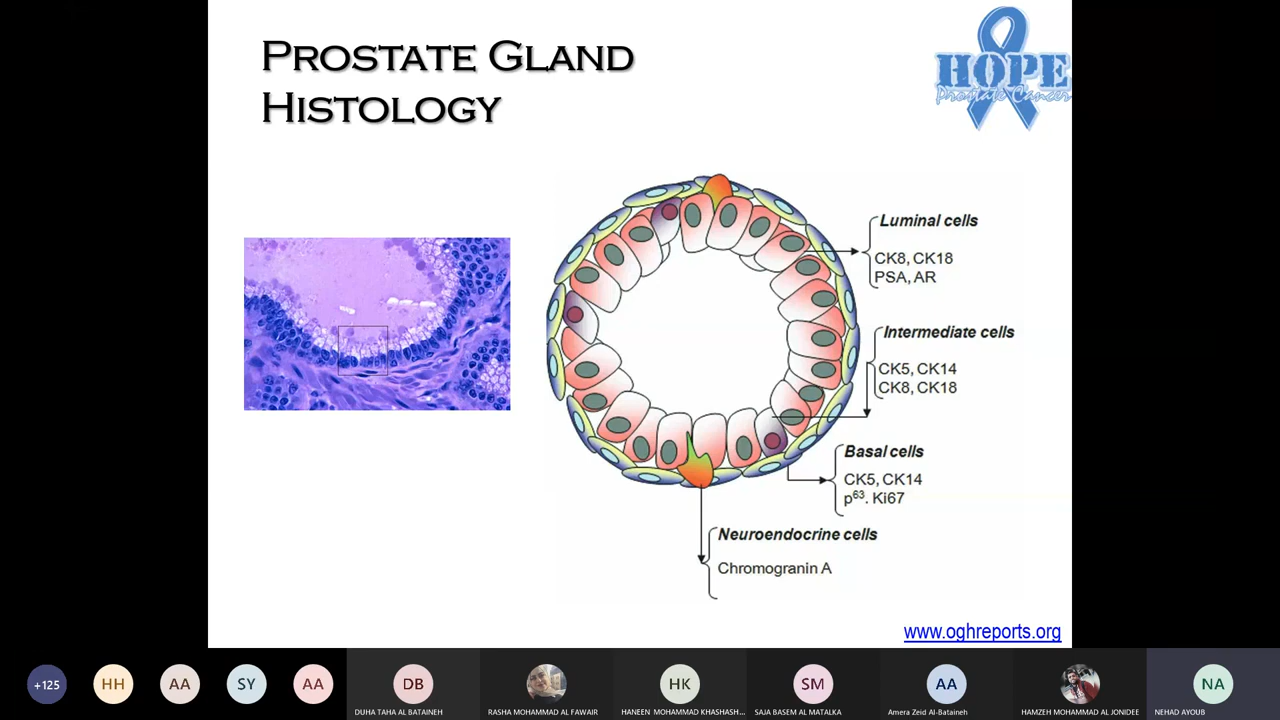 PROSTATE GLAND
HISTOLOGY
HOPE
Prostate Cancer
Luminal cells
CK8, CK18
PSA, AR
Intermediate cells
CK5, CK14
CK8, CK18
Basal cells
CK5, CK14
p63. Ki67
Neuroendocrine cells
Chromogranin A
www.oghreports.org
+125
HH
AA
SY
AA
DB
HK
SM
AA
NA
DUHA TAHA AL BATAINEH
RASHA MOHAMMAD AL FAWAIR
HANEEN MOHAMMAD KHASHASH...
SAJA BASEM AL MATALKA
Amera Zeid Al-Bataineh
HAMZEH MOHAMMAD AL JONIDEE
NEHAD AYOUB